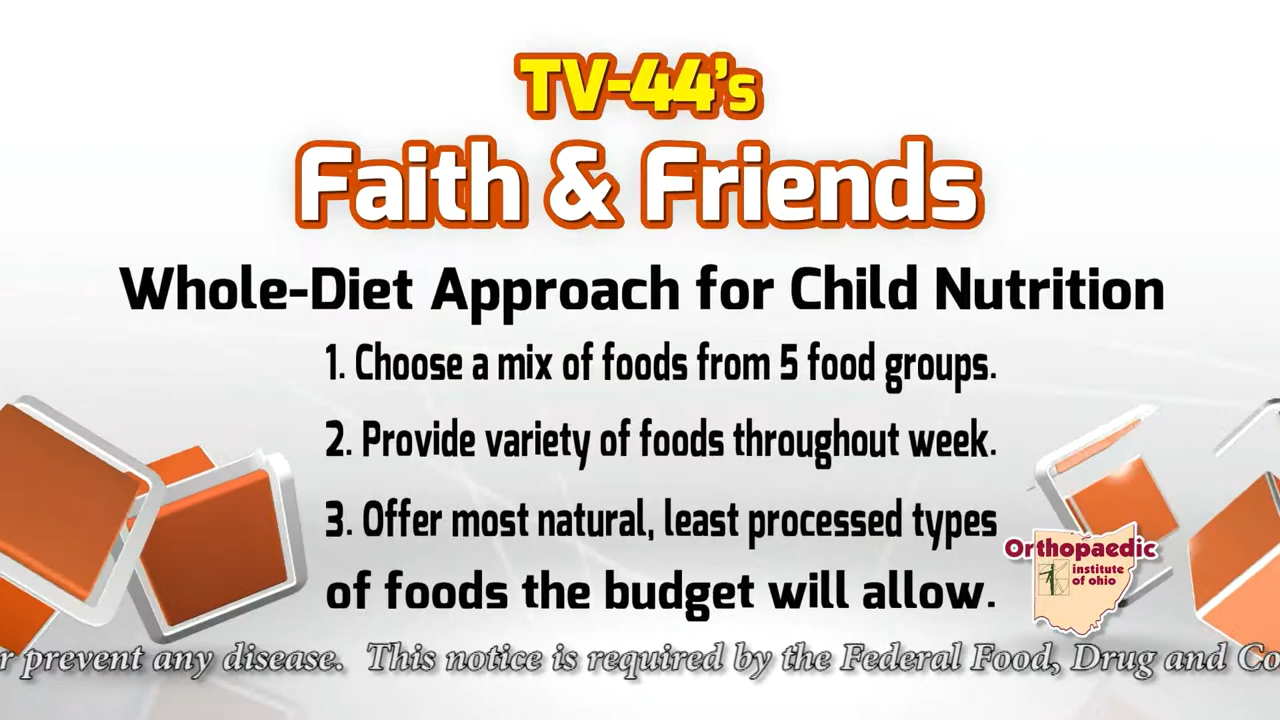 TV-44's
Faith & Friends
Whole-Diet Approach for Child Nutrition
1. Choose a mix of foods from 5 food groups.
2. Provide variety of foods throughout week.
3. Offer most natural, least processed types
of foods the budget will allow.
Orthopaedic
institute
of ohio
r prevent any disease. This notice is required by the Federal Food, Drug and Co